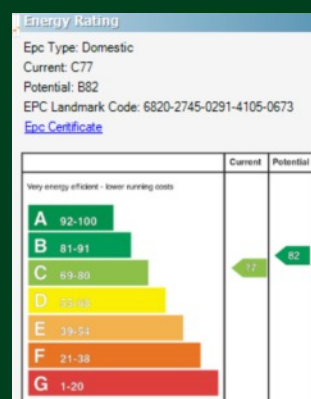 Energy Rating
Epc Type: Domestic
Current: C77
Potential: B82
EPC Landmark Code: 6820-2745-0291-4105-0673
Epc Certificate
Current Potential
Very energy efficient - lower running costs
A 92-100
B 81-91
82
C 69-80
77
D
E 39-54
F 21-38
G 1-20